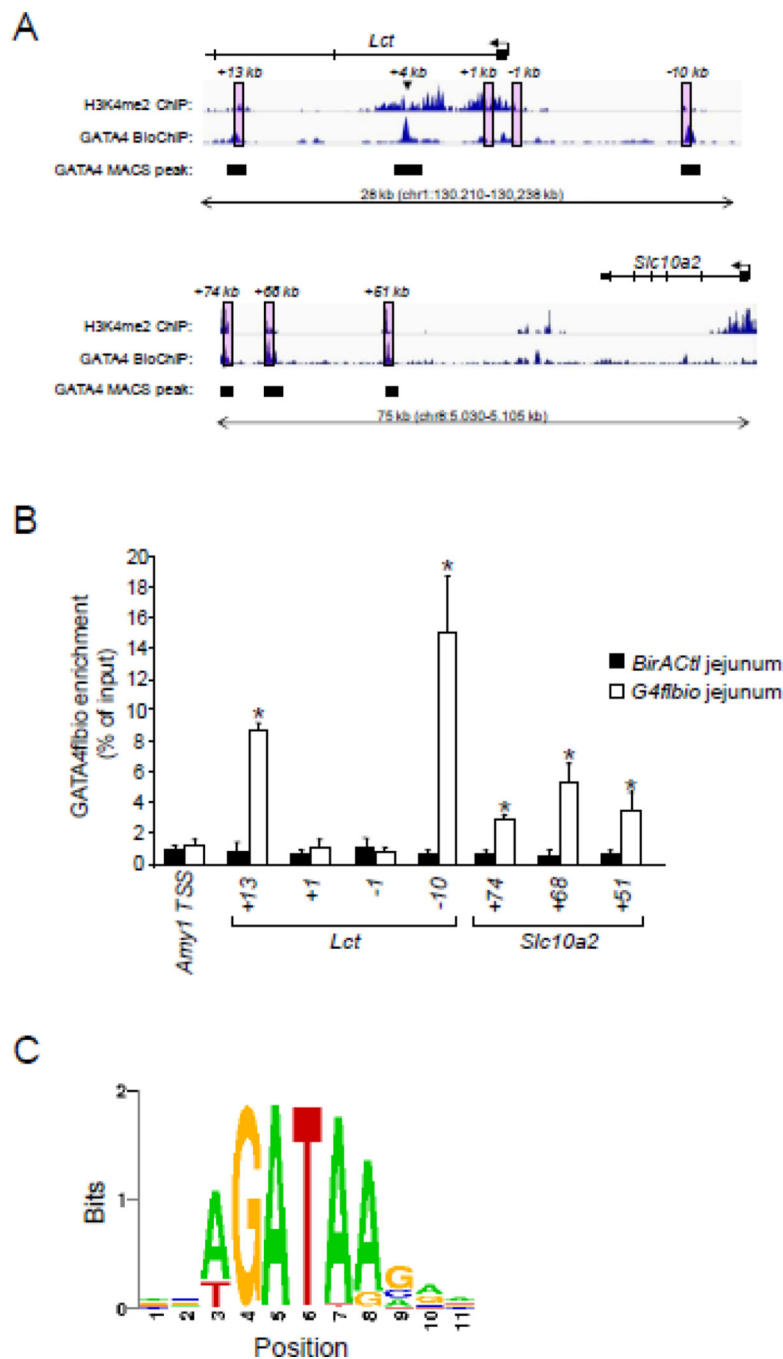 A
Lct
+13 kb +4 kb +1 kb -1 kb -10 kb
H3K4me2 ChIP:
GATA4 BioChIP:
GATA4 MACS peak:
28 kb (chr1:130.210-130,238 kb)
Slc10a2
+74 kb +68 kb +51 kb
H3K4me2 ChIP:
GATA4 BioChIP:
GATA4 MACS peak:
75 kb (chr8:5.030-5.105 kb)
B
GATA4flbio enrichment
(% of input)
20
18
16
14
12
10
8
6
4
2
0
* * * * *
BirACtl jejunum
G4flbio jejunum
Amy1 TSS +13 +1 -1 -10 +74 +68 +51
Lct Slc10a2
C
Bits
2
1
0
A G A T A A G A
T G C G
A
1 2 3 4 5 6 7 8 9 10 11
Position